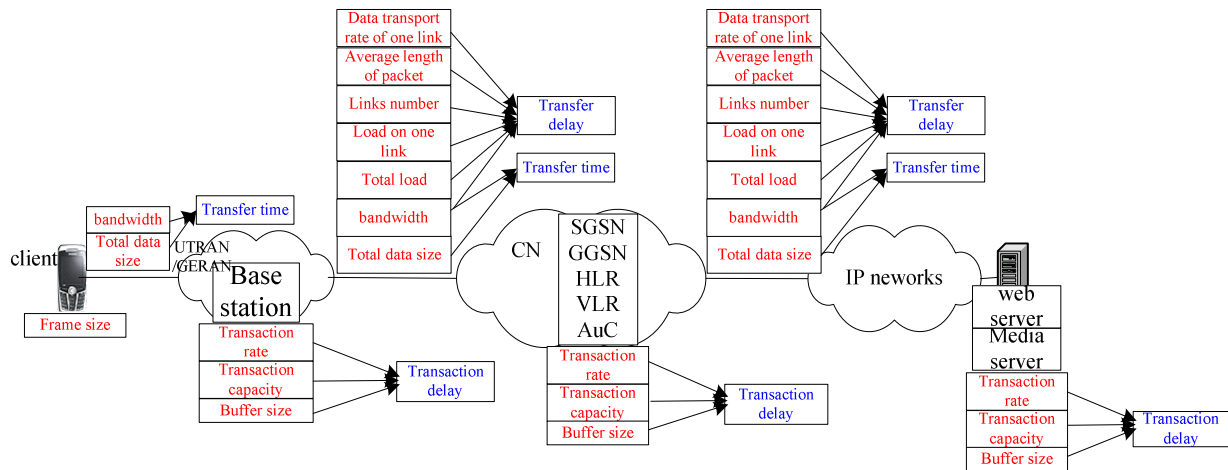 Data transport
rate of one link
Average length
of packet
Links number
Load on one
link
Total load
bandwidth
Total data size
Transfer
delay
Transfer time
Data transport
rate of one link
Average length
of packet
Links number
Load on one
link
Total load
bandwidth
Total data size
Transfer
delay
Transfer time
bandwidth
Total data
size
Transfer time
client
Frame size
UTRAN
/GERAN
Base
station
Transaction
rate
Transaction
capacity
Buffer size
Transaction
delay
CN
SGSN
GGSN
HLR
VLR
AuC
Transaction
rate
Transaction
capacity
Buffer size
Transaction
delay
IP neworks
web
server
Media
server
Transaction
rate
Transaction
capacity
Buffer size
Transaction
delay